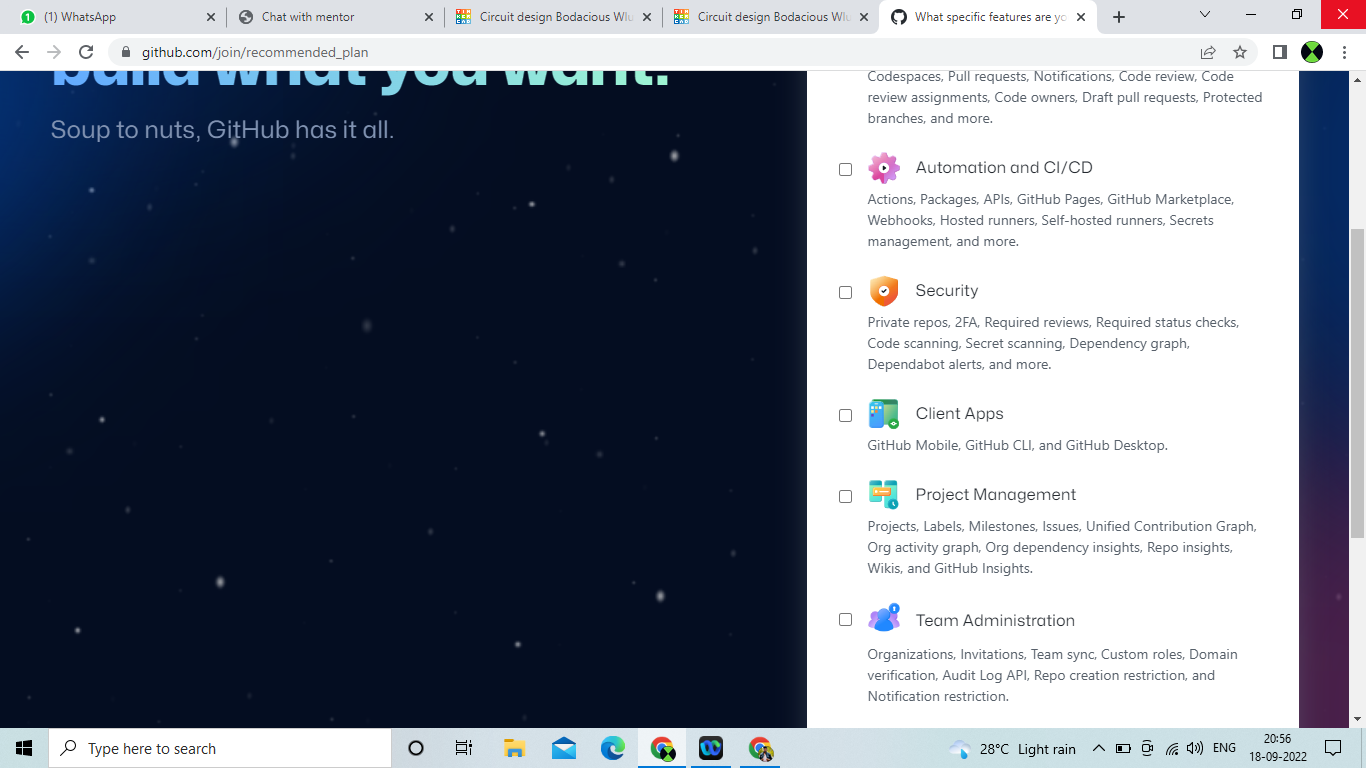 (1) WhatsApp
Chat with mentor
Circuit design Bodacious Wlu
Circuit design Bodacious Wlu
What specific features are yo
github.com/join/recommended_plan
build what you want.
Soup to nuts, GitHub has it all.
Codespaces, Pull requests, Notifications, Code review, Code
review assignments, Code owners, Draft pull requests, Protected
branches, and more.
Automation and CI/CD
Actions, Packages, APIs, GitHub Pages, GitHub Marketplace,
Webhooks, Hosted runners, Self-hosted runners, Secrets
management, and more.
Security
Private repos, 2FA, Required reviews, Required status checks,
Code scanning, Secret scanning, Dependency graph,
Dependabot alerts, and more.
Client Apps
GitHub Mobile, GitHub CLI, and GitHub Desktop.
Project Management
Projects, Labels, Milestones, Issues, Unified Contribution Graph,
Org activity graph, Org dependency insights, Repo insights,
Wikis, and GitHub Insights.
Team Administration
Organizations, Invitations, Team sync, Custom roles, Domain
verification, Audit Log API, Repo creation restriction, and
Notification restriction.
Type here to search
28°C Light rain
ENG
20:56
18-09-2022